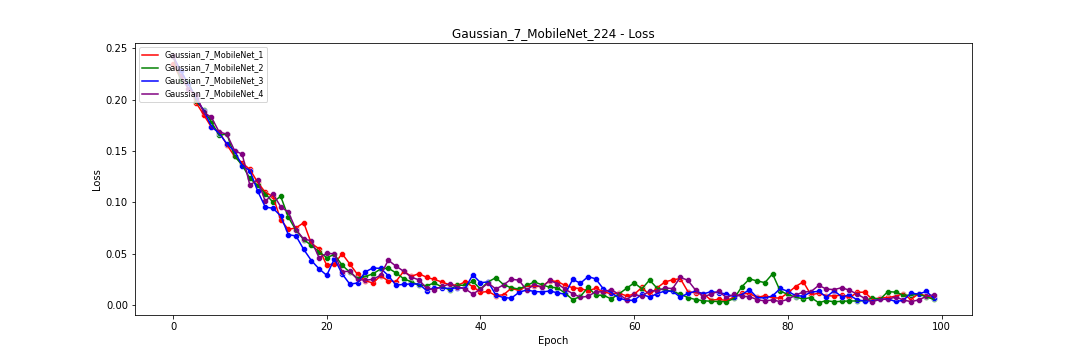 Gaussian_7_MobileNet_224 - Loss
0.25
0.20
0.15
0.10
0.05
0.00
Loss
Gaussian_7_MobileNet_1
Gaussian_7_MobileNet_2
Gaussian_7_MobileNet_3
Gaussian_7_MobileNet_4
0 20 40 60 80 100
Epoch